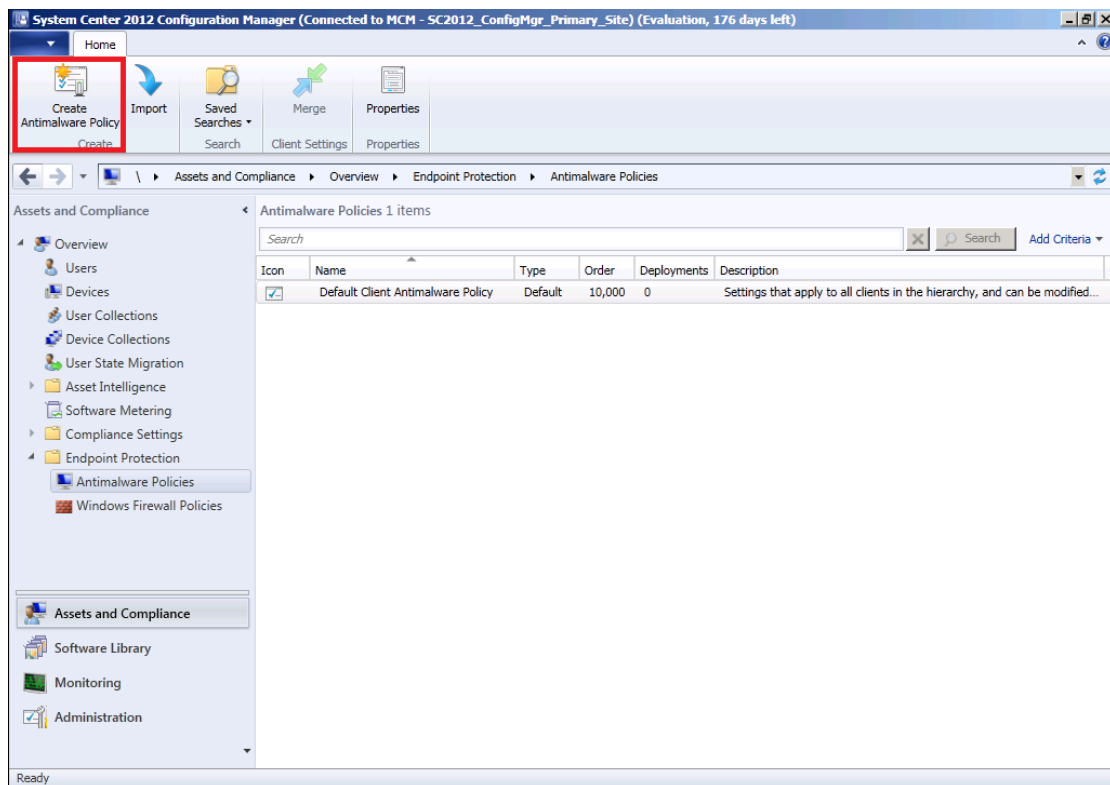 System Center 2012 Configuration Manager (Connected to MCM - SC2012_ConfigMgr_Primary_Site) (Evaluation, 176 days left)
Home
Create
Antimalware Policy
Import
Saved
Searches
Merge
Properties
Create
Search
Client Settings
Properties
\ Assets and Compliance Overview Endpoint Protection Antimalware Policies
Assets and Compliance
Overview
Users
Devices
User Collections
Device Collections
User State Migration
Asset Intelligence
Software Metering
Compliance Settings
Endpoint Protection
Antimalware Policies
Windows Firewall Policies
Assets and Compliance
Software Library
Monitoring
Administration
Antimalware Policies 1 items
Search
Search
Add Criteria
Icon Name Type Order Deployments Description
Default Client Antimalware Policy Default 10,000 0 Settings that apply to all clients in the hierarchy, and can be modified...
Ready